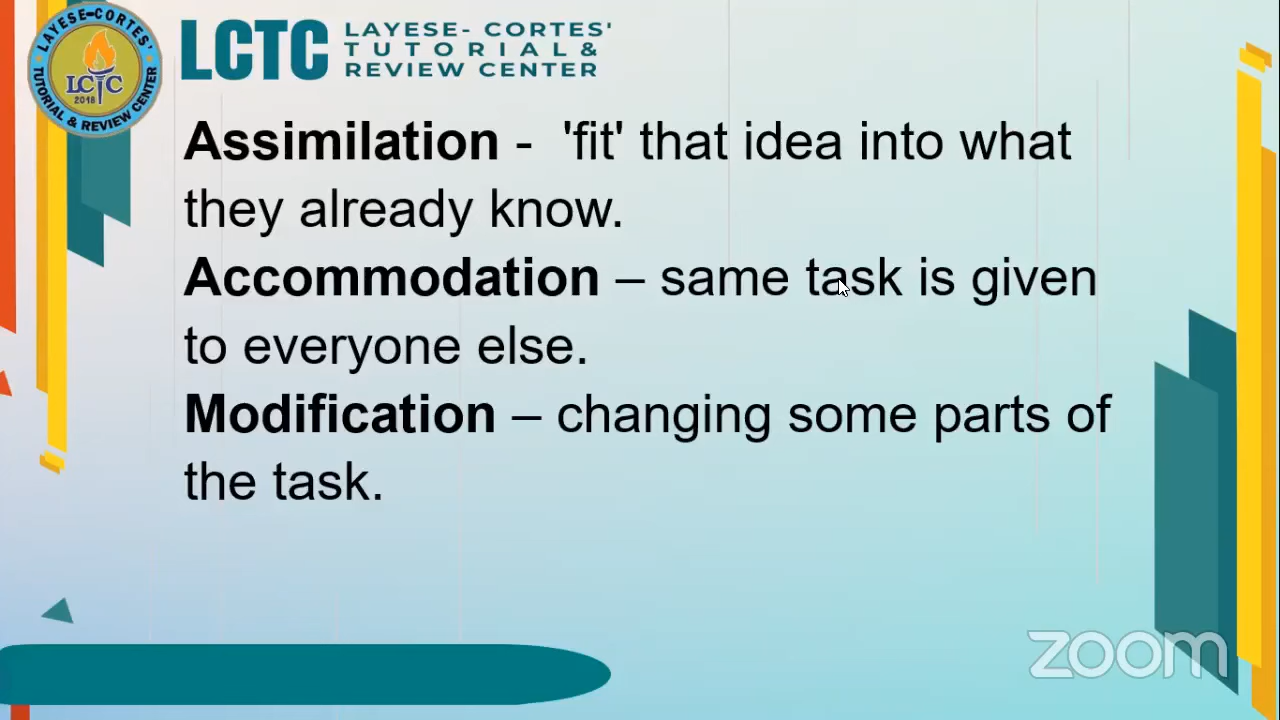 LAYESE-CORTES'
LCTC
2018
TUTORIAL & REVIEW CENTER
LCTC
LAYESE- CORTES'
TUTORIAL &
REVIEW CENTER
Assimilation -  'fit' that idea into what
they already know.
Accommodation – same task is given
to everyone else.
Modification – changing some parts of
the task.
zoom